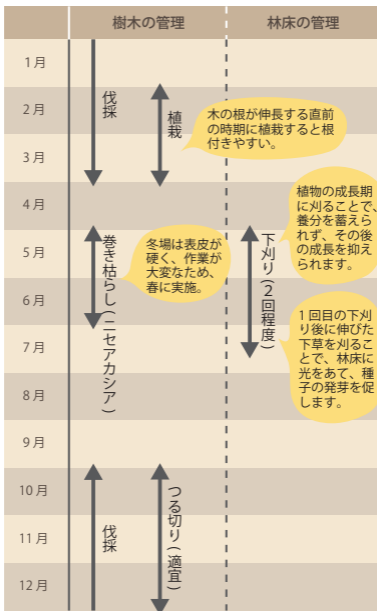 樹木の管理
林床の管理
1月
2月
3月
4月
5月
6月
7月
8月
9月
10月
11月
12月
伐採
植栽
木の根が伸長する直前
の時期に植栽すると根
付きやすい。
巻き枯らし(ニセアカシア)
冬場は表皮が
硬く、作業が
大変なため、
春に実施。
下刈り(2回程度)
植物の成長期
に刈ることで、
養分を蓄えら
れず、その後
の成長を抑え
られます。
1回目の下刈
り後に伸びた
下草を刈るこ
とで、林床に
光をあて、種
子の発芽を促
します。
伐採
つる切り(適宜)